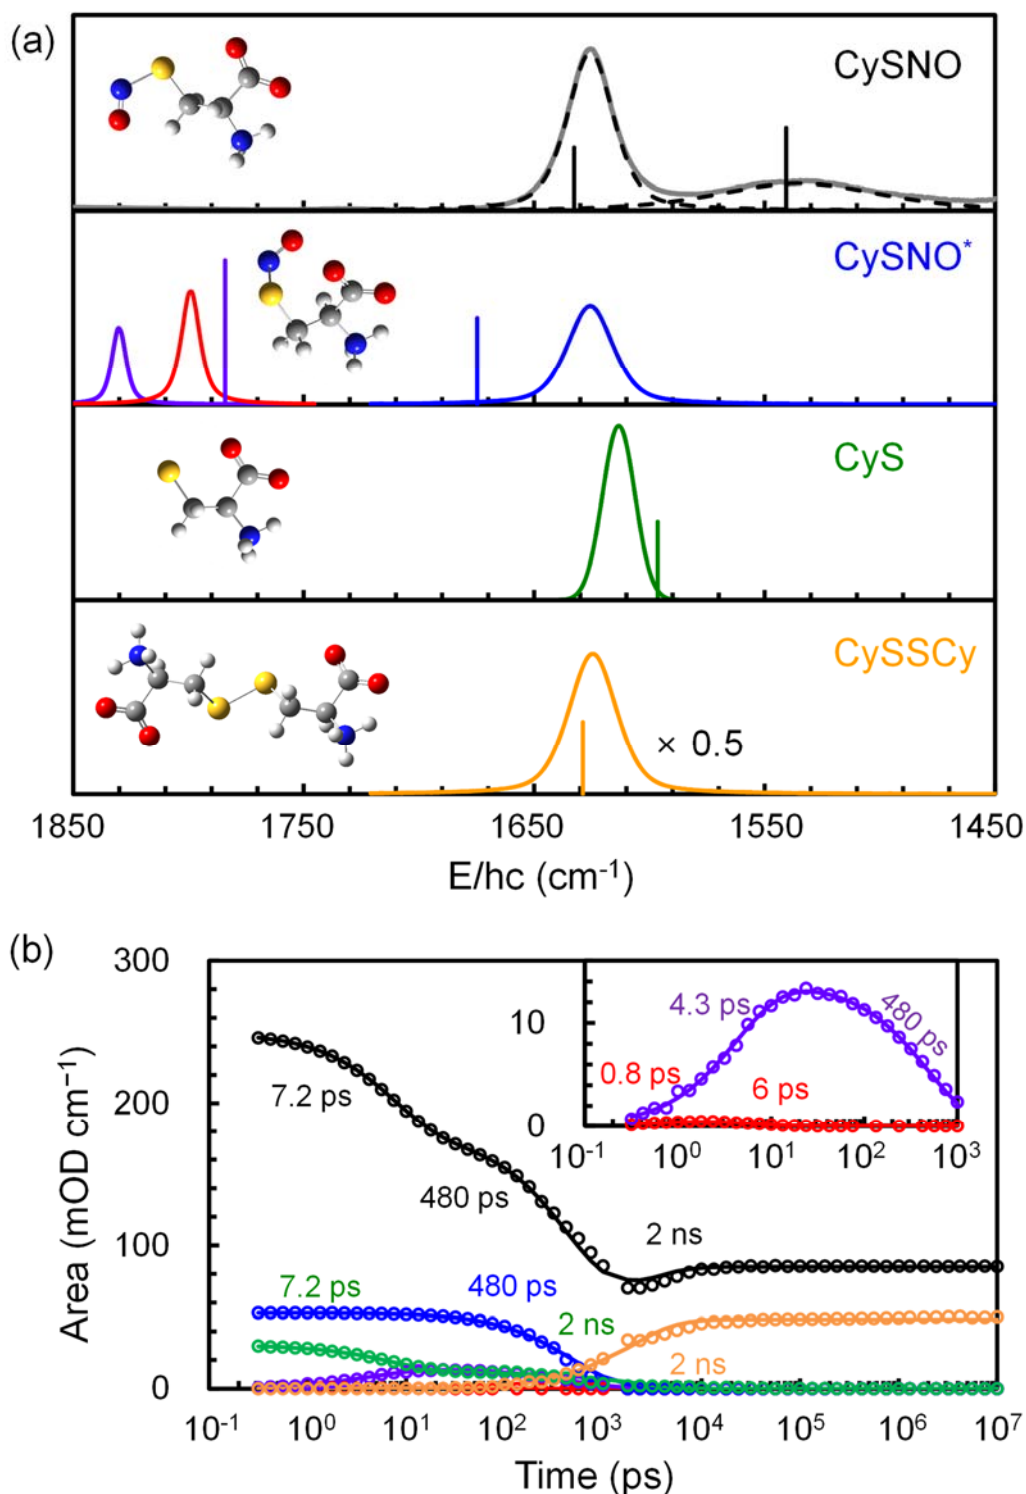 (a)
CySNO
CySNO*
CyS
CySSCy
× 0.5
1850 1750 1650 1550 1450
E/hc (cm⁻¹)
(b)
300
200
100
0
Area (mOD cm⁻¹)
7.2 ps
480 ps
2 ns
7.2 ps
480 ps
2 ns
2 ns
10
0
4.3 ps
480 ps
0.8 ps
6 ps
10⁻¹ 10⁰ 10¹ 10² 10³
10⁻¹ 10⁰ 10¹ 10² 10³ 10⁴ 10⁵ 10⁶ 10⁷
Time (ps)